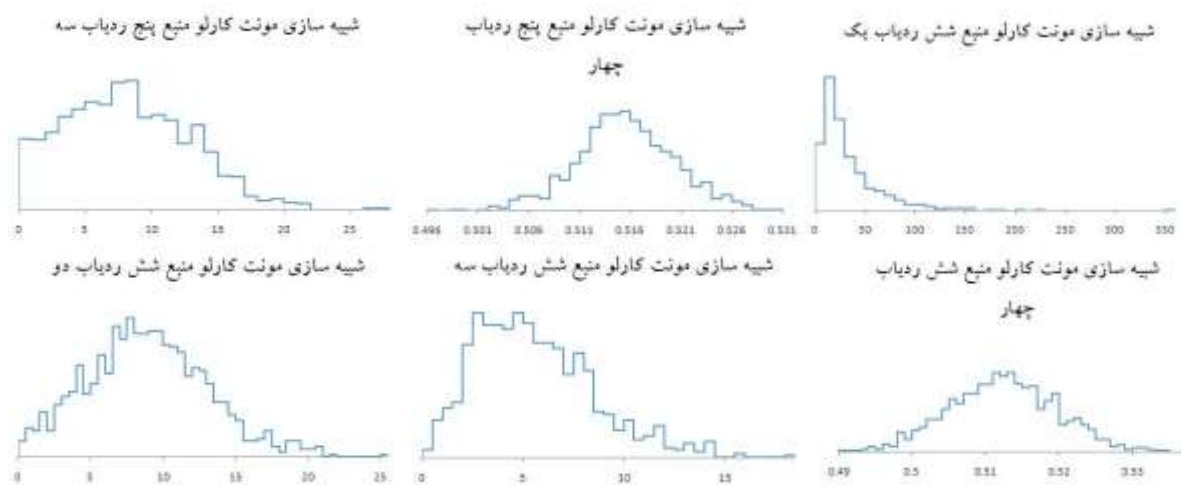 شبیه سازی مونت کارلو منبع پنج ردیاب سه
شبیه سازی مونت کارلو منبع پنج ردیاب
چهار
شبیه سازی مونت کارلو منبع شش ردیاب یک
0 5 10 15 20 25
0.496 0.501 0.506 0.511 0.516 0.521 0.526 0.531
0 50 100 150 200 250 300 350
شبیه سازی مونت کارلو منبع شش ردیاب دو
شبیه سازی مونت کارلو منبع شش ردیاب سه
شبیه سازی مونت کارلو منبع شش ردیاب
چهار
0 5 10 15 20 25
0 5 10 15
0.49 0.5 0.51 0.52 0.53